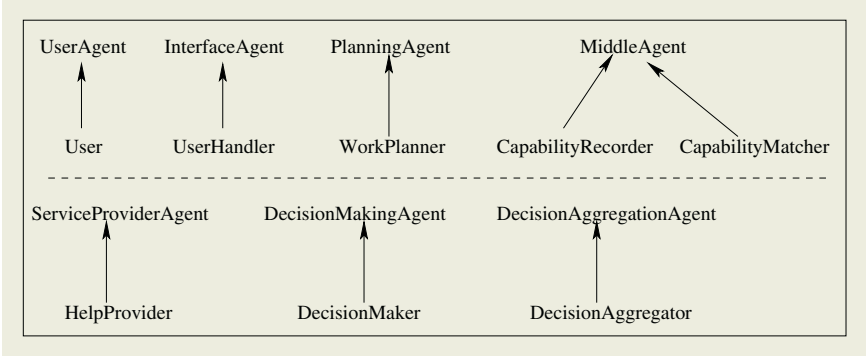 UserAgent InterfaceAgent PlanningAgent MiddleAgent
User UserHandler WorkPlanner CapabilityRecorder CapabilityMatcher
ServiceProviderAgent DecisionMakingAgent DecisionAggregationAgent
HelpProvider DecisionMaker DecisionAggregator